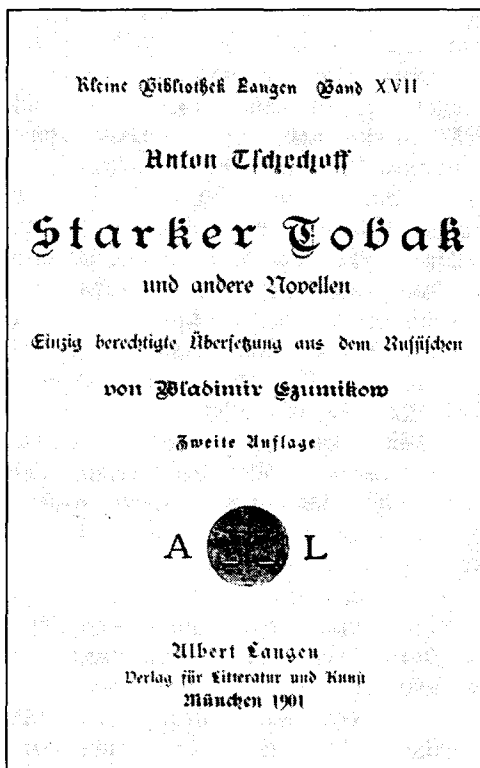 Kleine Bibliothek Langen Band XVII
Anton Tschechoff
Starker Tobak
und andere Novellen
Einzig berechtigte Übersetzung aus dem Russischen
von Wladimir Czumikow
Zweite Auflage
A L
Albert Langen
Verlag für Litteratur und Kunst
München 1901